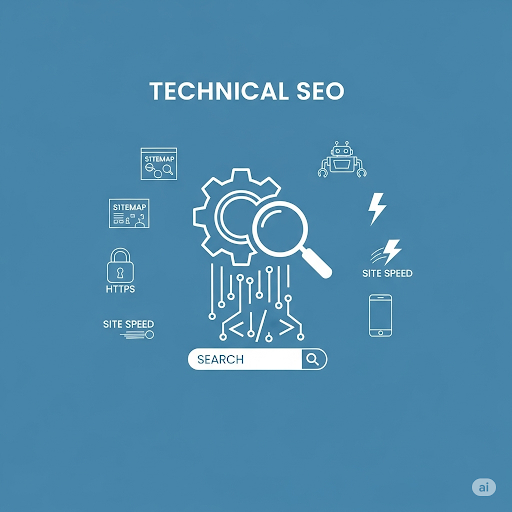 TECHNICAL SEO
SITEMAP
SITEMAP
HTTPS
SITE SPEED
</>
SITE SPEED
SEARCH
ai